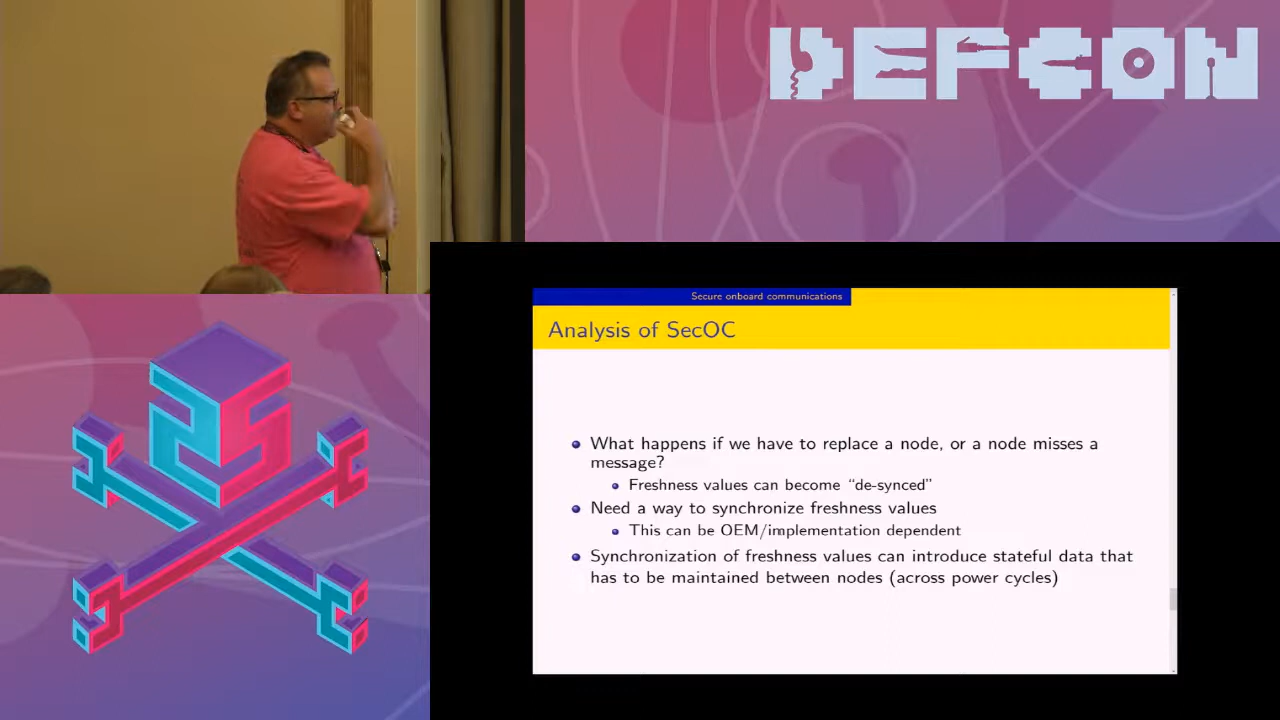 DEFCON
Secure onboard communications
Analysis of SecOC
What happens if we have to replace a node, or a node misses a
message?
Freshness values can become “de-synced”
Need a way to synchronize freshness values
This can be OEM/implementation dependent
Synchronization of freshness values can introduce stateful data that
has to be maintained between nodes (across power cycles)